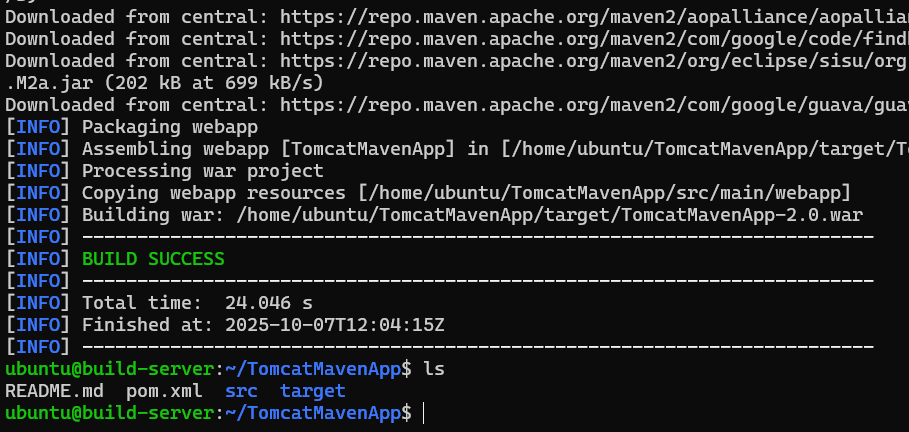 Downloaded from central: https://repo.maven.apache.org/maven2/aopalliance/aopallia
Downloaded from central: https://repo.maven.apache.org/maven2/com/google/code/find
Downloaded from central: https://repo.maven.apache.org/maven2/org/eclipse/sisu/org
.M2a.jar (202 kB at 699 kB/s)
Downloaded from central: https://repo.maven.apache.org/maven2/com/google/guava/gua
[INFO] Packaging webapp
[INFO] Assembling webapp [TomcatMavenApp] in [/home/ubuntu/TomcatMavenApp/target/T
[INFO] Processing war project
[INFO] Copying webapp resources [/home/ubuntu/TomcatMavenApp/src/main/webapp]
[INFO] Building war: /home/ubuntu/TomcatMavenApp/target/TomcatMavenApp-2.0.war
[INFO] ------------------------------------------------------------------------
[INFO] BUILD SUCCESS
[INFO] ------------------------------------------------------------------------
[INFO] Total time:  24.046 s
[INFO] Finished at: 2025-10-07T12:04:15Z
[INFO] ------------------------------------------------------------------------
ubuntu@build-server:~/TomcatMavenApp$ ls
README.md  pom.xml  src  target
ubuntu@build-server:~/TomcatMavenApp$